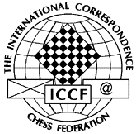 THE INTERNATIONAL CORRESPONDENCE
ICCF @
CHESS FEDERATION